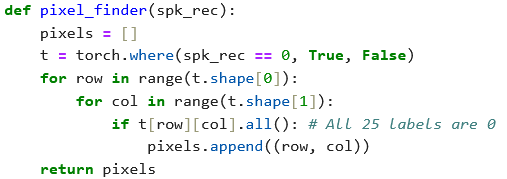 def pixel_finder(spk_rec):
    pixels = []
    t = torch.where(spk_rec == 0, True, False)
    for row in range(t.shape[0]):
        for col in range(t.shape[1]):
            if t[row][col].all(): # All 25 labels are 0
                pixels.append((row, col))
    return pixels